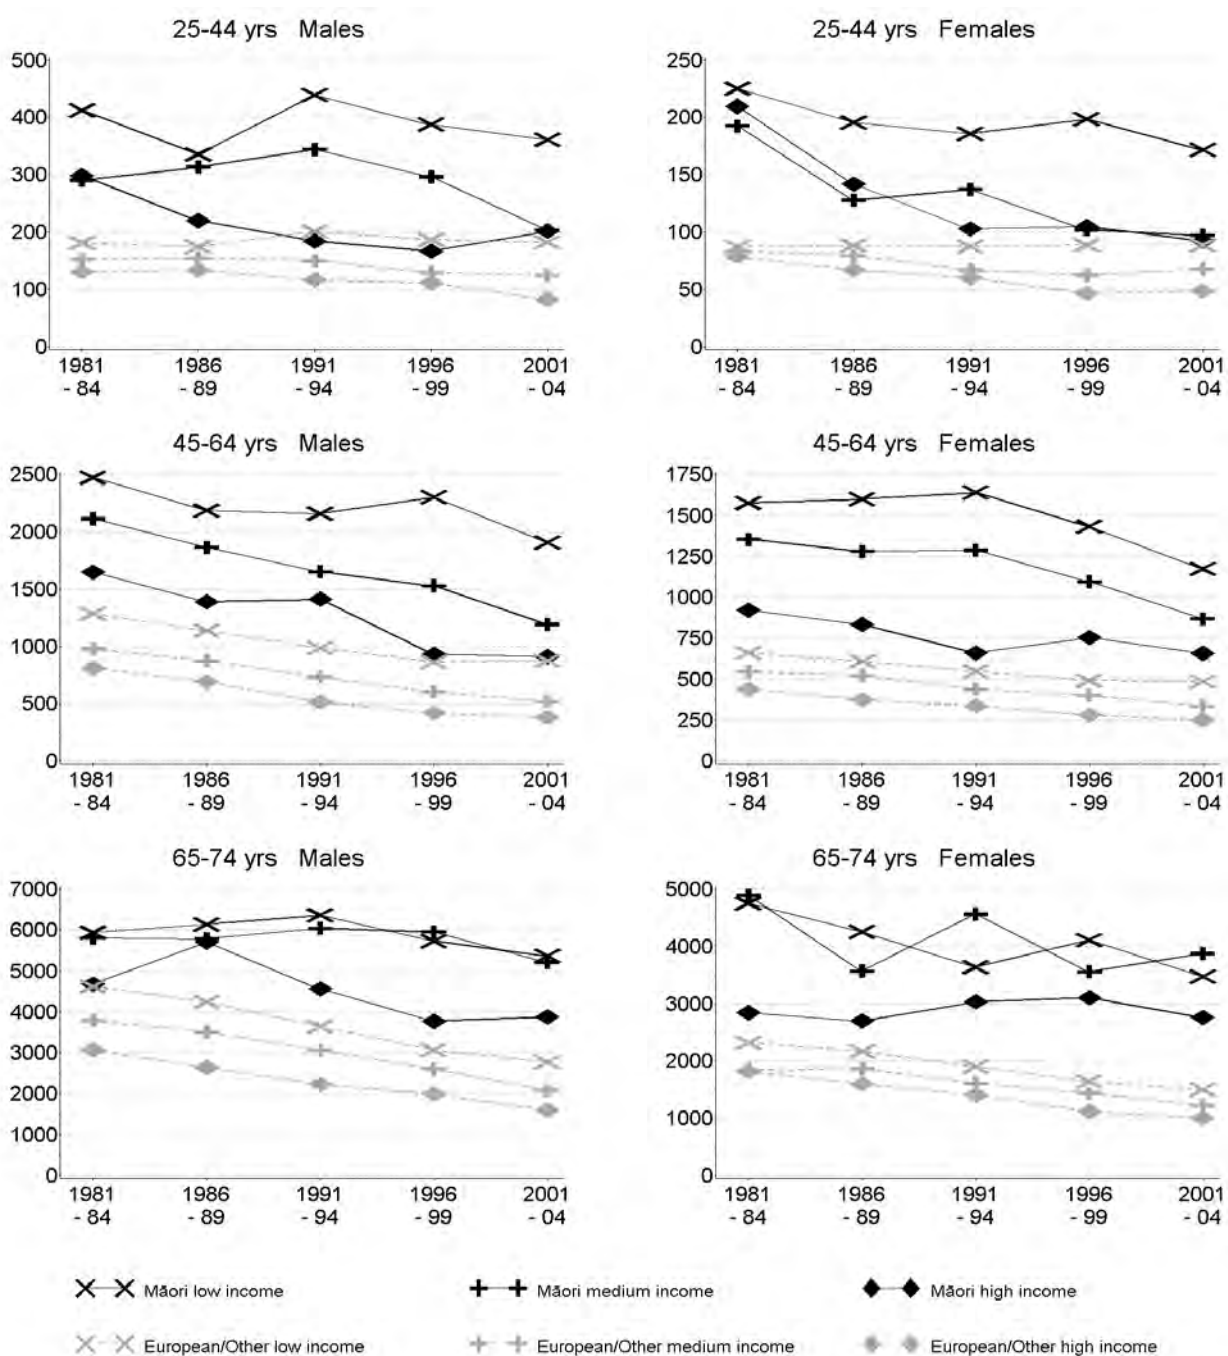 25-44 yrs Males
500
400
300
200
100
0
1981 1986 1991 1996 2001
- 84 - 89 - 94 - 99 - 04
25-44 yrs Females
250
200
150
100
50
0
1981 1986 1991 1996 2001
- 84 - 89 - 94 - 99 - 04
45-64 yrs Males
2500
2000
1500
1000
500
0
1981 1986 1991 1996 2001
- 84 - 89 - 94 - 99 - 04
45-64 yrs Females
1750
1500
1250
1000
750
500
250
0
1981 1986 1991 1996 2001
- 84 - 89 - 94 - 99 - 04
65-74 yrs Males
7000
6000
5000
4000
3000
2000
1000
0
1981 1986 1991 1996 2001
- 84 - 89 - 94 - 99 - 04
65-74 yrs Females
5000
4000
3000
2000
1000
0
1981 1986 1991 1996 2001
- 84 - 89 - 94 - 99 - 04
Māori low income
Māori medium income
Māori high income
European/Other low income
European/Other medium income
European/Other high income